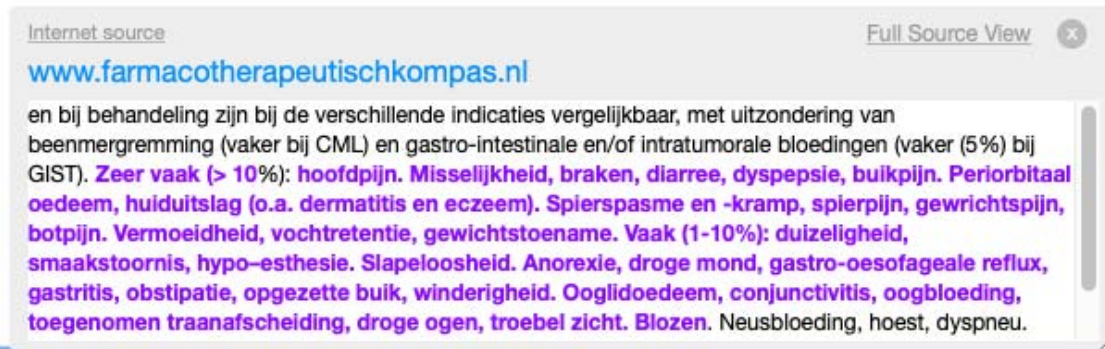 Internet source
Full Source View
www.farmacotherapeutischkompas.nl
en bij behandeling zijn bij de verschillende indicaties vergelijkbaar, met uitzondering van
beenmergremming (vaker bij CML) en gastro-intestinale en/of intratumorale bloedingen (vaker (5%) bij
GIST). Zeer vaak (> 10%): hoofdpijn. Misselijkheid, braken, diarree, dyspepsie, buikpijn. Periorbitaal
oedeem, huiduitslag (o.a. dermatitis en eczeem). Spierspasme en -kramp, spierpijn, gewrichtspijn,
botpijn. Vermoeidheid, vochtretentie, gewichtstoename. Vaak (1-10%): duizeligheid,
smaakstoornis, hypo–esthesie. Slapeloosheid. Anorexie, droge mond, gastro-oesofageale reflux,
gastritis, obstipatie, opgezette buik, winderigheid. Ooglidoedeem, conjunctivitis, oogbloeding,
toegenomen traanafscheiding, droge ogen, troebel zicht. Blozen. Neusbloeding, hoest, dyspneu.